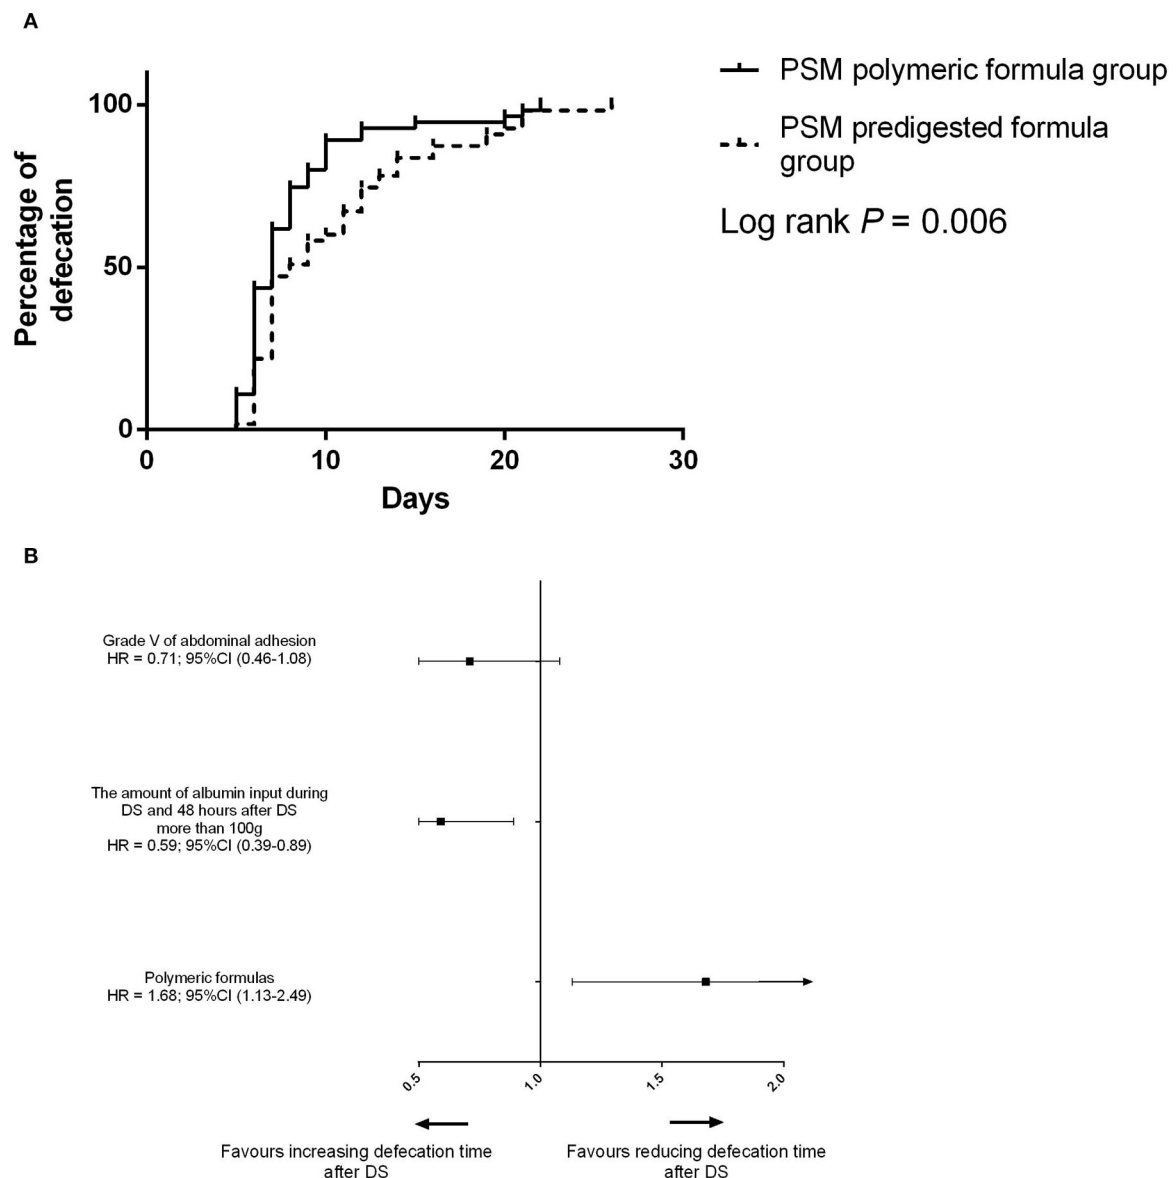 A
PSM polymeric formula group
PSM predigested formula
group
Log rank P = 0.006
Percentage of
defecation
100
50
0
0
10
20
30
Days
B
Grade V of abdominal adhesion
HR = 0.71; 95%CI (0.46-1.08)
The amount of albumin input during
DS and 48 hours after DS
more than 100g
HR = 0.59; 95%CI (0.39-0.89)
Polymeric formulas
HR = 1.68; 95%CI (1.13-2.49)
0.5
1.0
1.5
2.0
Favours increasing defecation time
after DS
Favours reducing defecation time
after DS